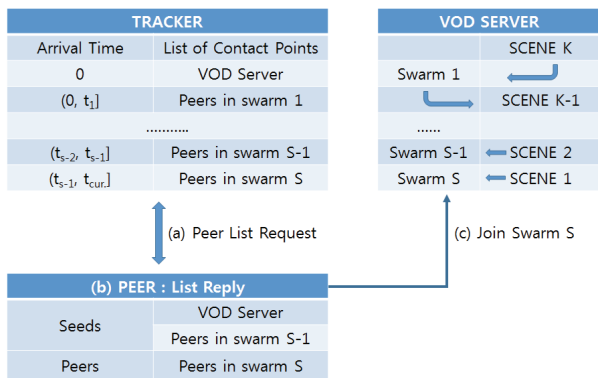 TRACKER
Arrival Time List of Contact Points
0 VOD Server
(0, t1] Peers in swarm 1
...........
(ts-2, ts-1] Peers in swarm S-1
(ts-1, tcur.] Peers in swarm S
VOD SERVER
SCENE K
Swarm 1
SCENE K-1
......
Swarm S-1 SCENE 2
Swarm S SCENE 1
(a) Peer List Request
(c) Join Swarm S
(b) PEER : List Reply
Seeds
VOD Server
Peers in swarm S-1
Peers Peers in swarm S